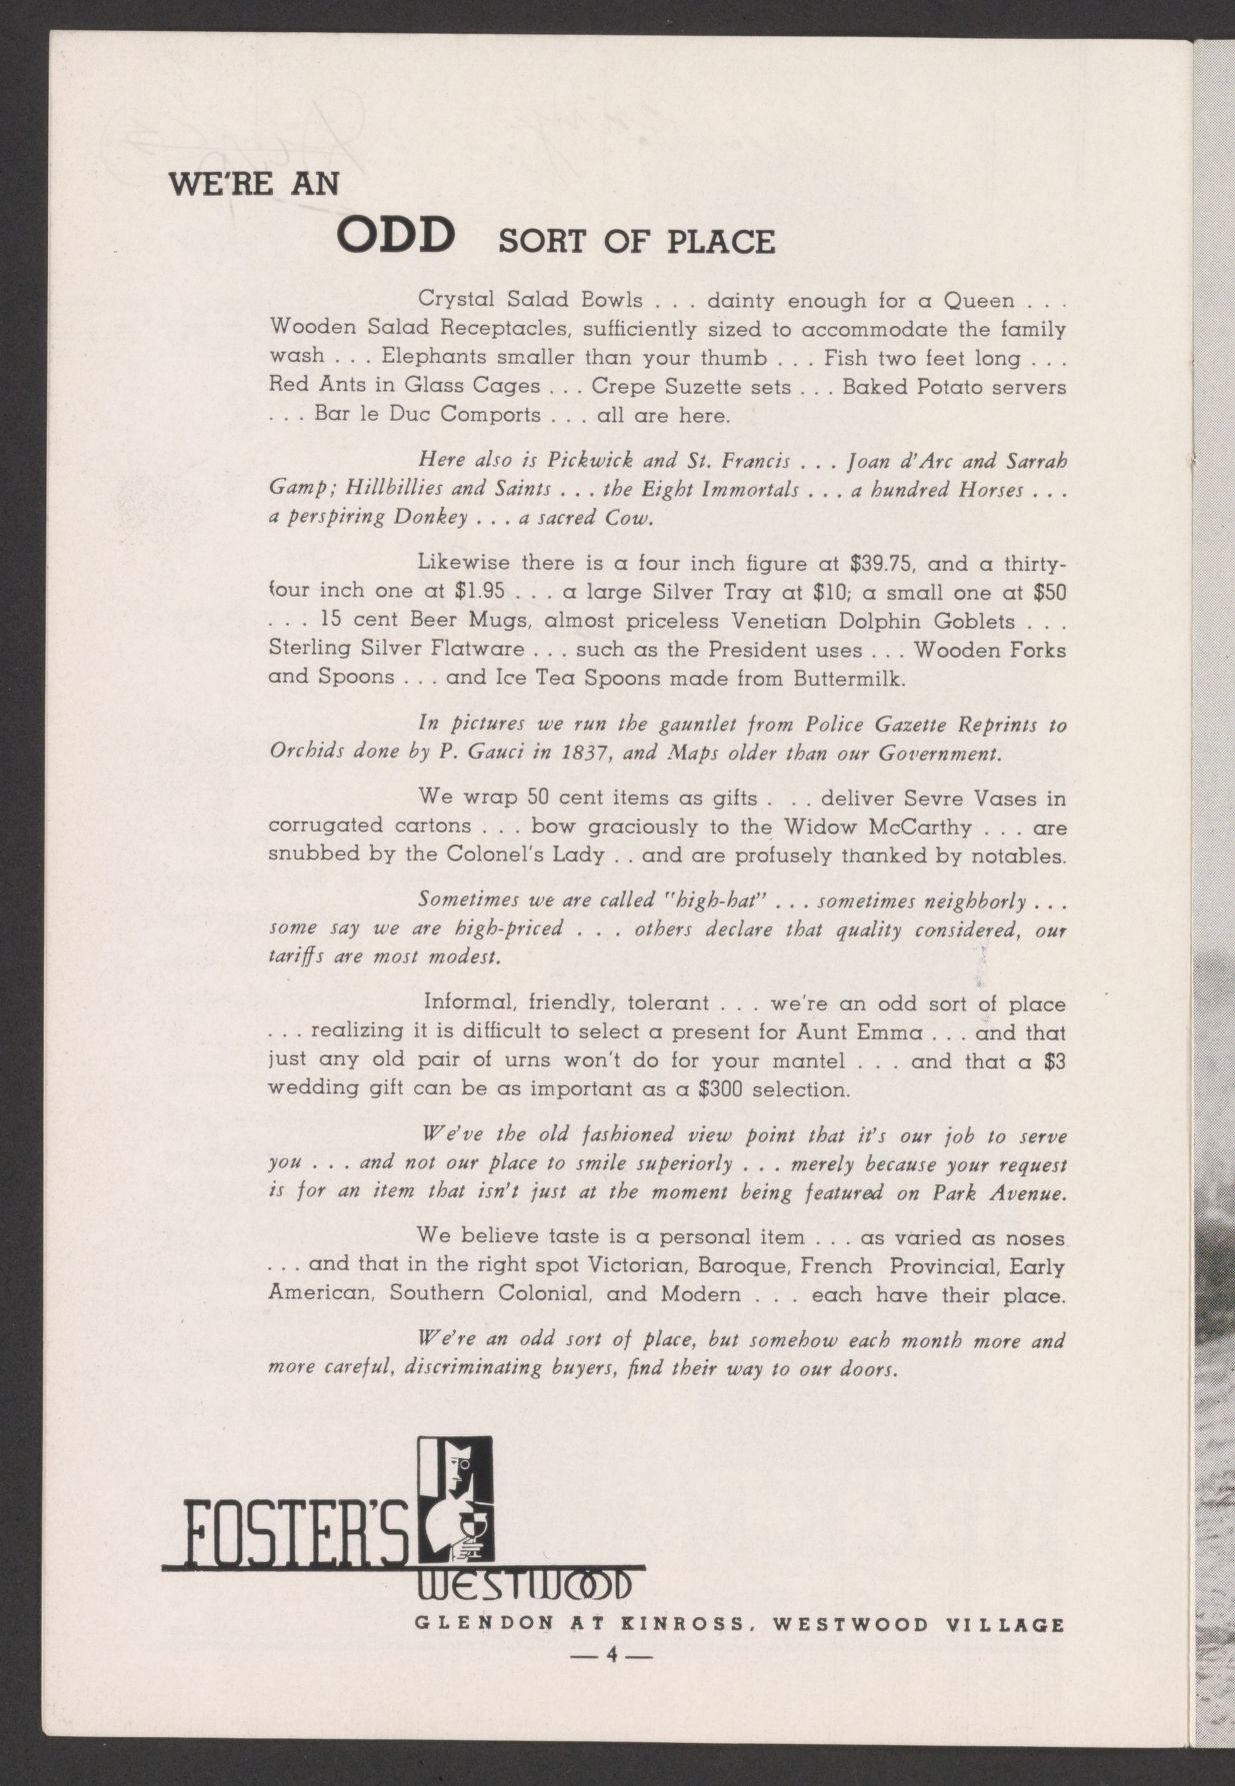 WE'RE AN
ODD SORT OF PLACE
Crystal Salad Bowls . . . dainty enough for a Queen . . .
Wooden Salad Receptacles, sufficiently sized to accommodate the family
wash . . . Elephants smaller than your thumb . . . Fish two feet long . . .
Red Ants in Glass Cages . . . Crepe Suzette sets . . . Baked Potato servers
. . . Bar le Duc Comports . . . all are here.
Here also is Pickwick and St. Francis . . . Joan d'Arc and Sarrah
Gamp; Hillbillies and Saints . . . the Eight Immortals . . . a hundred Horses . . .
a perspiring Donkey . . . a sacred Cow.
Likewise there is a four inch figure at $39.75, and a thirty-
four inch one at $1.95 . . . a large Silver Tray at $10; a small one at $50
. . . 15 cent Beer Mugs, almost priceless Venetian Dolphin Goblets . . .
Sterling Silver Flatware . . . such as the President uses . . . Wooden Forks
and Spoons . . . and Ice Tea Spoons made from Buttermilk.
In pictures we run the gauntlet from Police Gazette Reprints to
Orchids done by P. Gauci in 1837, and Maps older than our Government.
We wrap 50 cent items as gifts . . . deliver Sevre Vases in
corrugated cartons . . . bow graciously to the Widow McCarthy . . . are
snubbed by the Colonel's Lady . . and are profusely thanked by notables.
Sometimes we are called "high-hat" . . . sometimes neighborly . . .
some say we are high-priced . . . others declare that quality considered, our
tariffs are most modest.
Informal, friendly, tolerant . . . we're an odd sort of place
. . . realizing it is difficult to select a present for Aunt Emma . . . and that
just any old pair of urns won't do for your mantel . . . and that a $3
wedding gift can be as important as a $300 selection.
We've the old fashioned view point that it's our job to serve
you . . . and not our place to smile superiorly . . . merely because your request
is for an item that isn't just at the moment being featured on Park Avenue.
We believe taste is a personal item . . . as varied as noses
. . . and that in the right spot Victorian, Baroque, French Provincial, Early
American, Southern Colonial, and Modern . . . each have their place.
We're an odd sort of place, but somehow each month more and
more careful, discriminating buyers, find their way to our doors.
FOSTER'S
WESTWOOD
GLENDON AT KINROSS, WESTWOOD VILLAGE
— 4 —